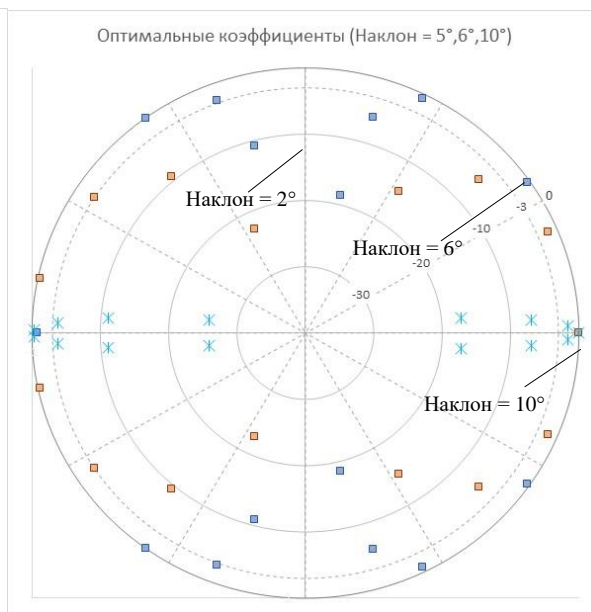 Оптимальные коэффициенты (Наклон = 5°,6°,10°)
Наклон = 2°
0
-3
-10
Наклон = 6°
-20
-30
Наклон = 10°